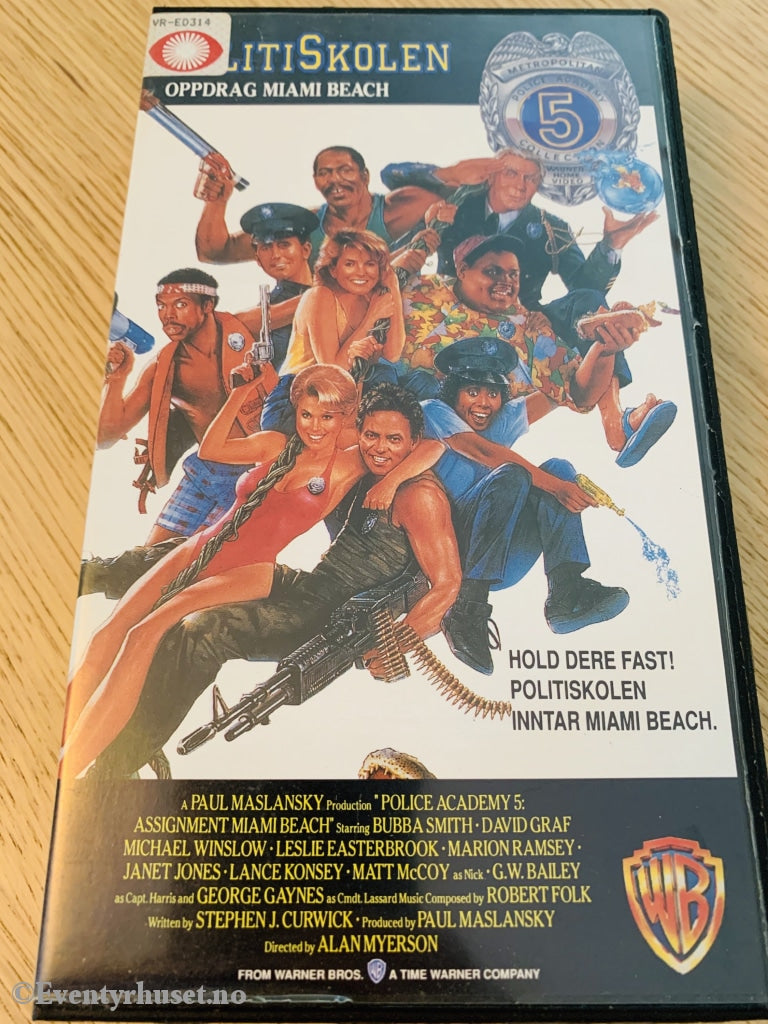 VR-ED314
LITISKOLEN
OPPDRAG MIAMI BEACH
METROPOLITAN
POLICE ACADEMY
5
COLLECTION
WARNER
HOME
VIDEO
HOLD DERE FAST!
POLITISKOLEN
INNTAR MIAMI BEACH.
A PAUL MASLANSKY Production "POLICE ACADEMY 5:
ASSIGNMENT MIAMI BEACH" Starring BUBBA SMITH · DAVID GRAF
MICHAEL WINSLOW · LESLIE EASTERBROOK · MARION RAMSEY ·
JANET JONES · LANCE KONSEY · MATT McCOY as Nick · G.W. BAILEY
as Capt. Harris and GEORGE GAYNES as Cmdt. Lassard Music Composed by ROBERT FOLK
Written by STEPHEN J. CURWICK · Produced by PAUL MASLANSKY
Directed by ALAN MYERSON
WB
FROM WARNER BROS. WB A TIME WARNER COMPANY
©Eventyrhuset.no